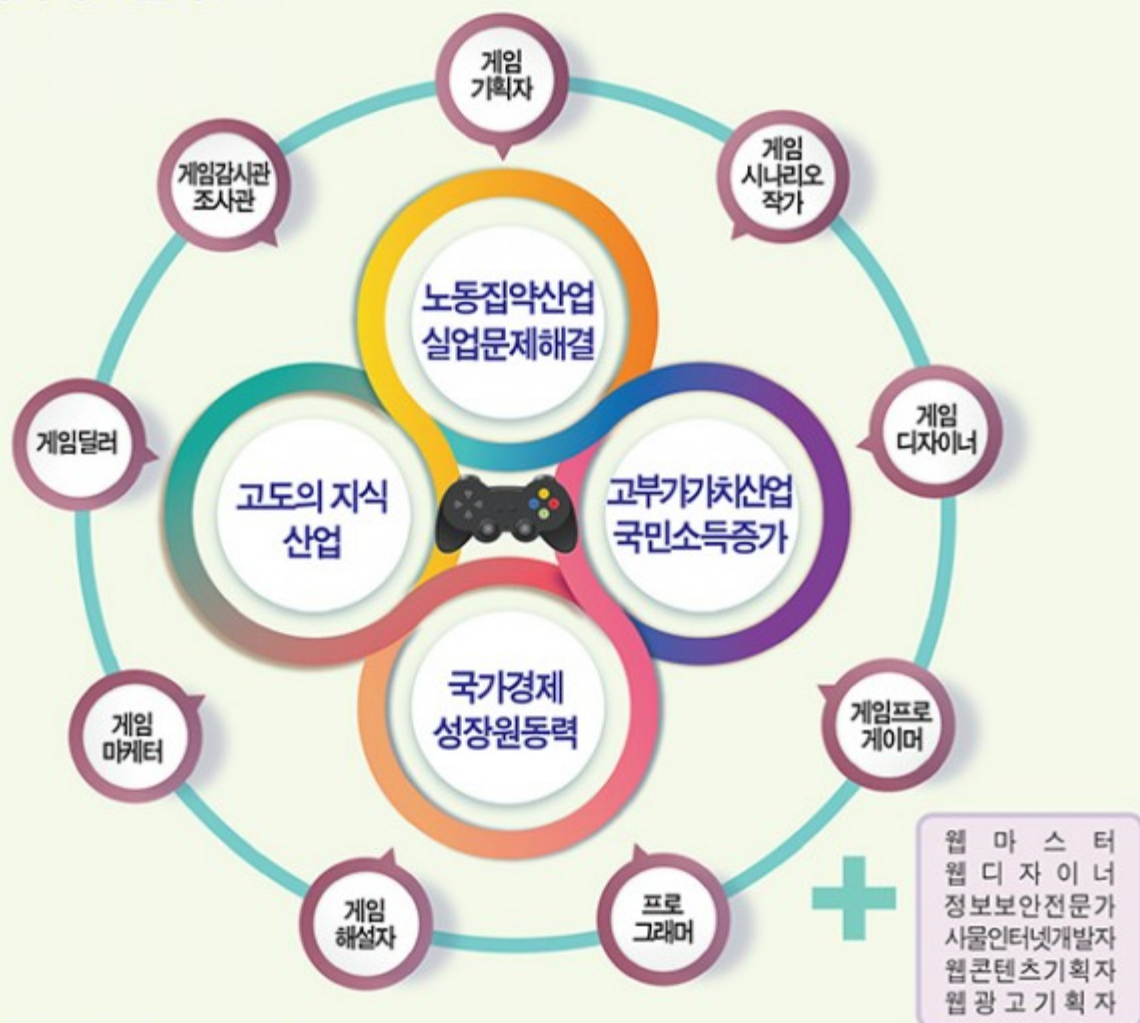 게임
기획자
게임
시나리오
작가
게임감시관
조사관
노동집약산업
실업문제해결
게임
디자이너
게임딜러
고도의 지식
산업
고부가가치산업
국민소득증가
국가경제
성장원동력
게임
마케터
게임프로
게이머
게임
해설자
프로
그래머
웹마스터
웹디자이너
정보보안전문가
사물인터넷개발자
웹콘텐츠기획자
웹광고기획자